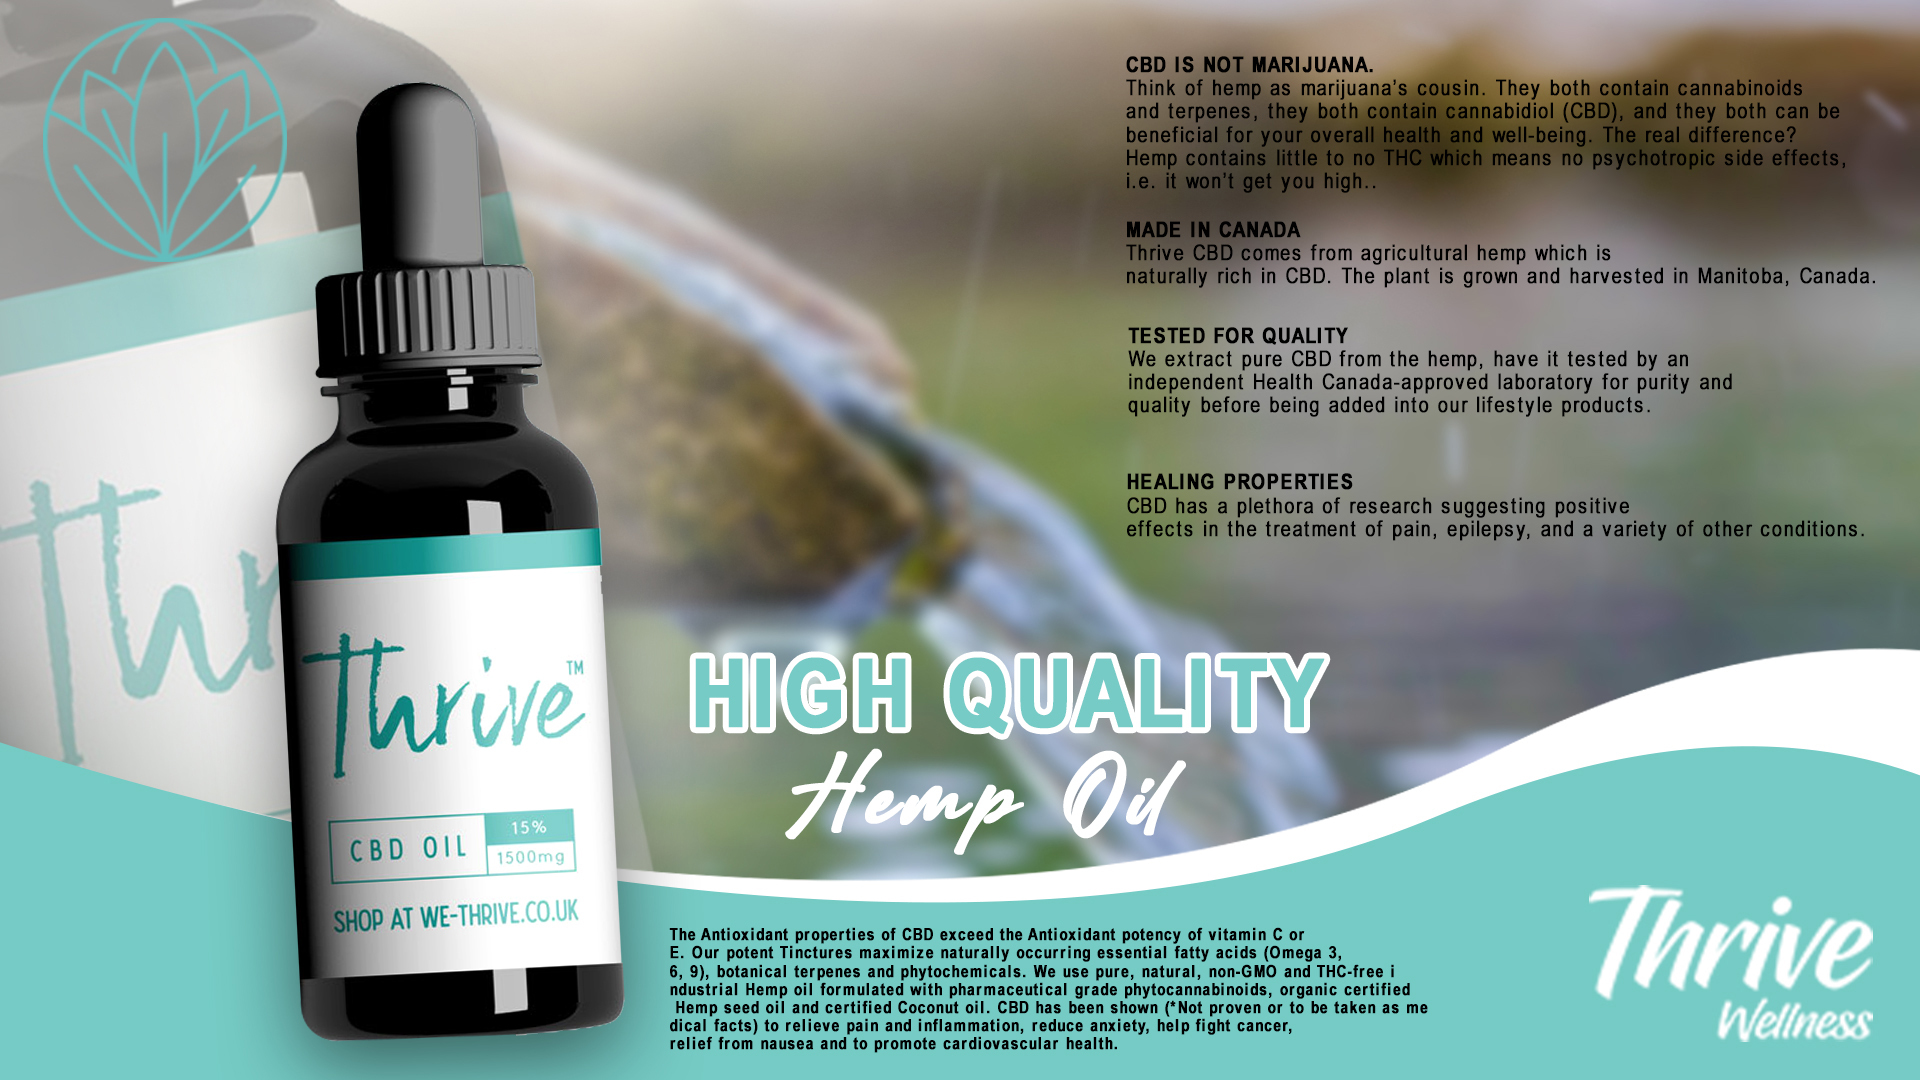 CBD IS NOT MARIJUANA.
Think of hemp as marijuana’s cousin. They both contain cannabinoids
and terpenes, they both contain cannabidiol (CBD), and they both can be
beneficial for your overall health and well-being. The real difference?
Hemp contains little to no THC which means no psychotropic side effects,
i.e. it won’t get you high..
MADE IN CANADA
Thrive CBD comes from agricultural hemp which is
naturally rich in CBD. The plant is grown and harvested in Manitoba, Canada.
TESTED FOR QUALITY
We extract pure CBD from the hemp, have it tested by an
independent Health Canada-approved laboratory for purity and
quality before being added into our lifestyle products.
HEALING PROPERTIES
CBD has a plethora of research suggesting positive
effects in the treatment of pain, epilepsy, and a variety of other conditions.
Thr
Thrive™
CBD OIL
15%
1500mg
SHOP AT WE-THRIVE.CO.UK
HIGH QUALITY
Hemp Oil
The Antioxidant properties of CBD exceed the Antioxidant potency of vitamin C or
E. Our potent Tinctures maximize naturally occurring essential fatty acids (Omega 3,
6, 9), botanical terpenes and phytochemicals. We use pure, natural, non-GMO and THC-free i
ndustrial Hemp oil formulated with pharmaceutical grade phytocannabinoids, organic certified
Hemp seed oil and certified Coconut oil. CBD has been shown (*Not proven or to be taken as me
dical facts) to relieve pain and inflammation, reduce anxiety, help fight cancer,
relief from nausea and to promote cardiovascular health.
Thrive
Wellness